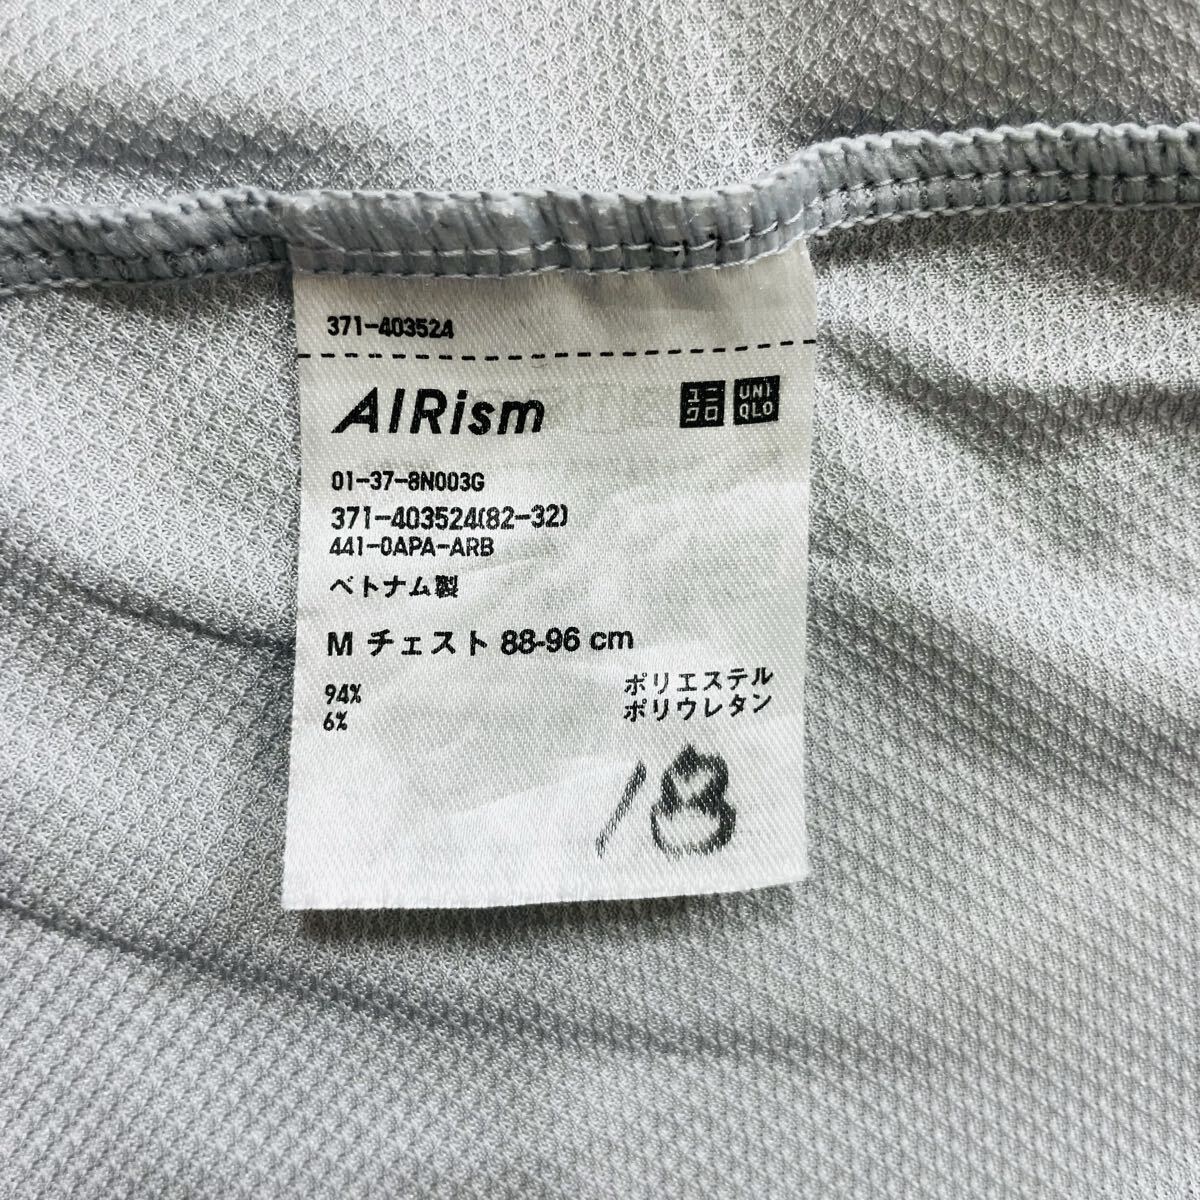 371-403524
AIRism ユニクロ UNIQLO
01-37-8N003G
371-403524(82-32)
441-0APA-ARB
ベトナム製
M チェスト 88-96 cm
94% ポリエステル
6% ポリウレタン
18